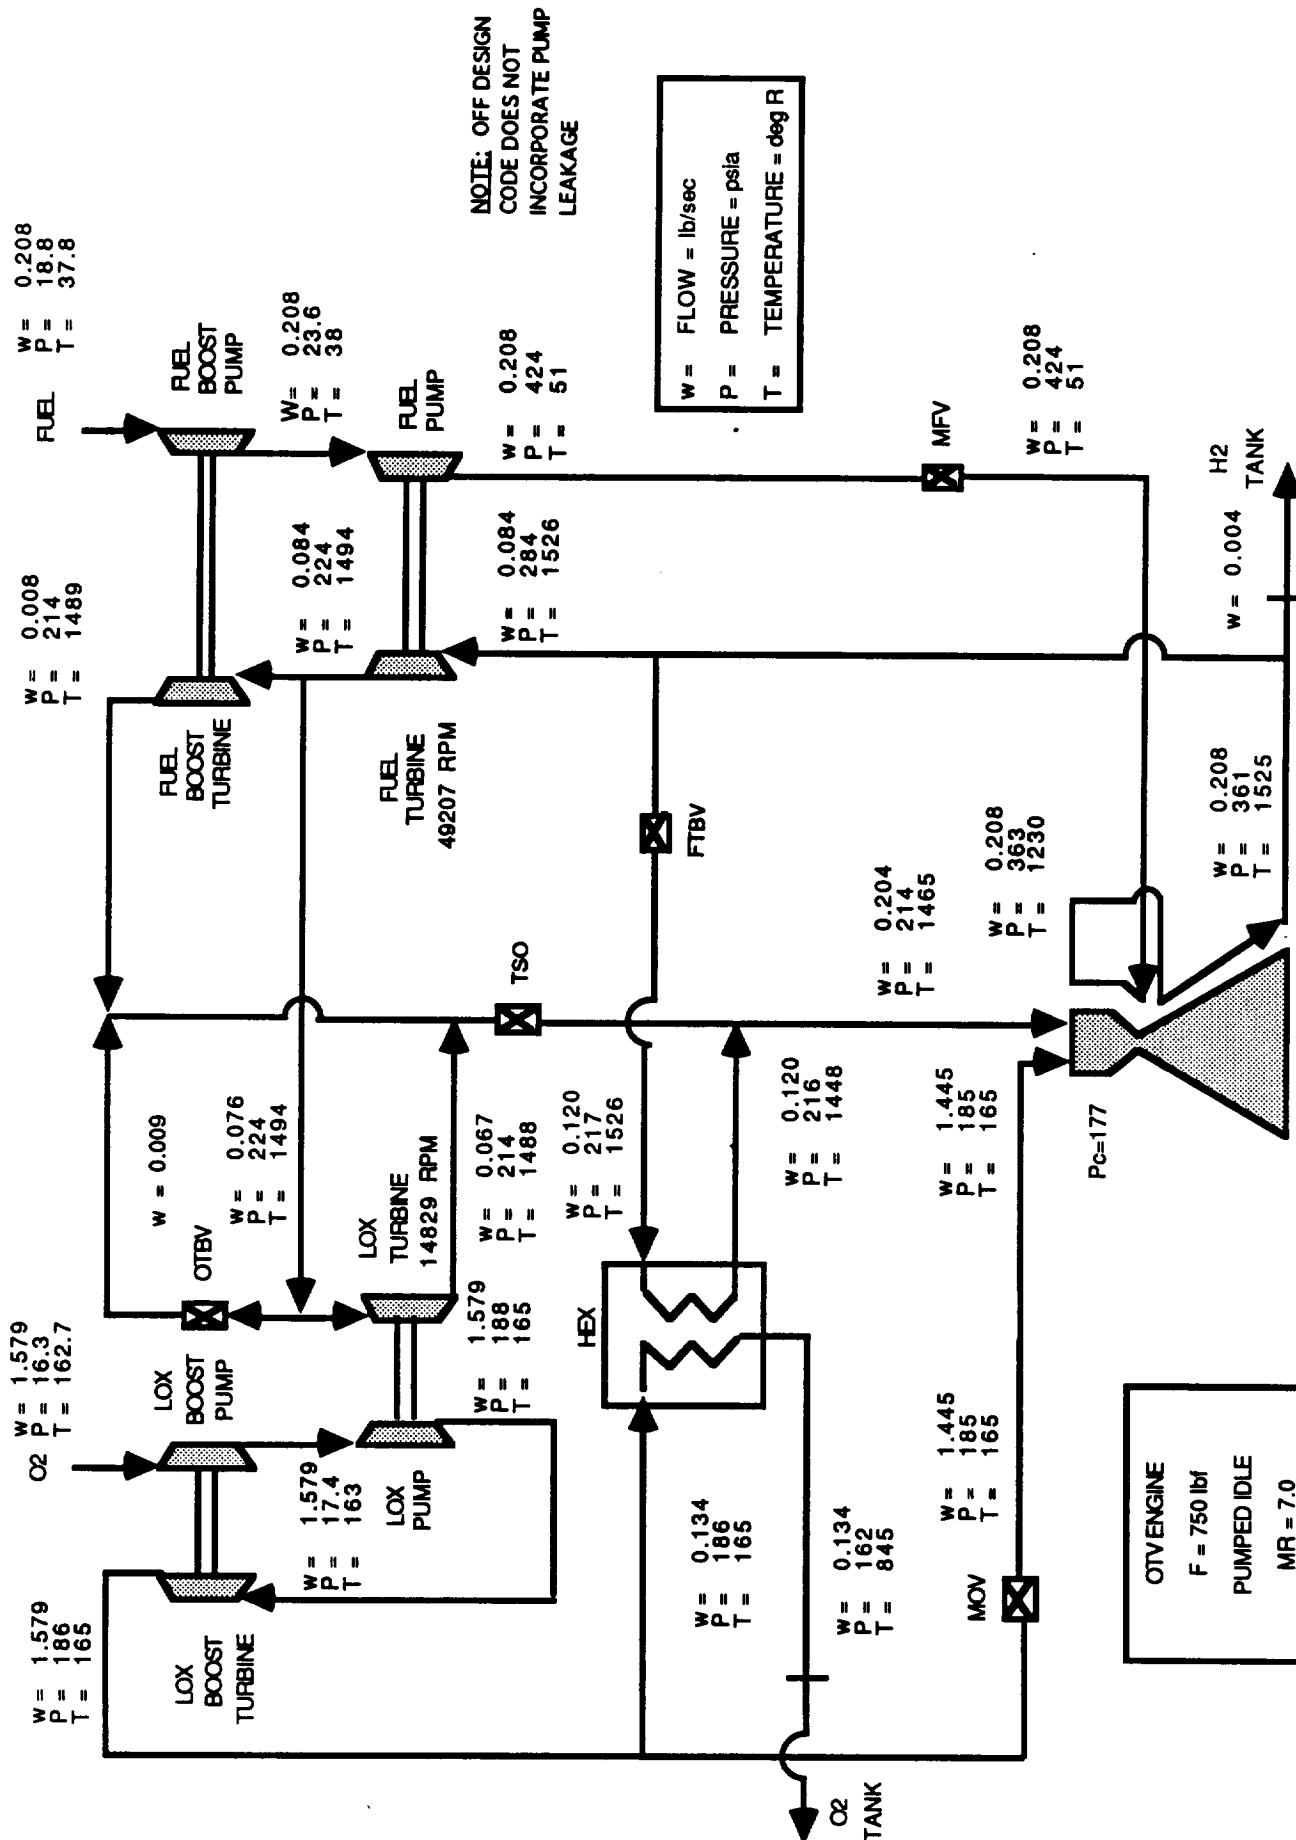 W = 0.208
P = 18.8
T = 37.8
FUEL
FUEL
BOOST
PUMP
W = 0.208
P = 23.6
T = 38
FUEL
PUMP
W = 0.208
P = 424
T = 51
NOTE: OFF DESIGN
CODE DOES NOT
INCORPORATE PUMP
LEAKAGE
W = FLOW = lb/sec
P = PRESSURE = psia
T = TEMPERATURE = deg R
MFV
W = 0.208
P = 424
T = 51
H2
TANK
W = 0.004
W = 0.008
P = 214
T = 1489
FUEL
BOOST
TURBINE
W = 0.084
P = 224
T = 1494
FUEL
TURBINE
49207 RPM
W = 0.084
P = 284
T = 1526
FTBV
TSO
W = 0.204
P = 214
T = 1465
W = 0.208
P = 363
T = 1230
W = 0.208
P = 361
T = 1525
W = 0.009
OTBV
W = 0.076
P = 224
T = 1494
LOX
TURBINE
14829 RPM
W = 0.067
P = 214
T = 1488
W = 0.120
P = 217
T = 1526
HEX
W = 0.120
P = 216
T = 1448
W = 1.445
P = 185
T = 165
Pc=177
W = 1.579
P = 16.3
T = 162.7
O2
LOX
BOOST
PUMP
W = 1.579
P = 17.4
T = 163
LOX
PUMP
W = 1.579
P = 188
T = 165
W = 1.579
P = 186
T = 165
LOX
BOOST
TURBINE
W = 0.134
P = 186
T = 165
W = 0.134
P = 162
T = 845
W = 1.445
P = 185
T = 165
MOV
O2
TANK
OTV ENGINE
F = 750 lbf
PUMPED IDLE
MR = 7.0